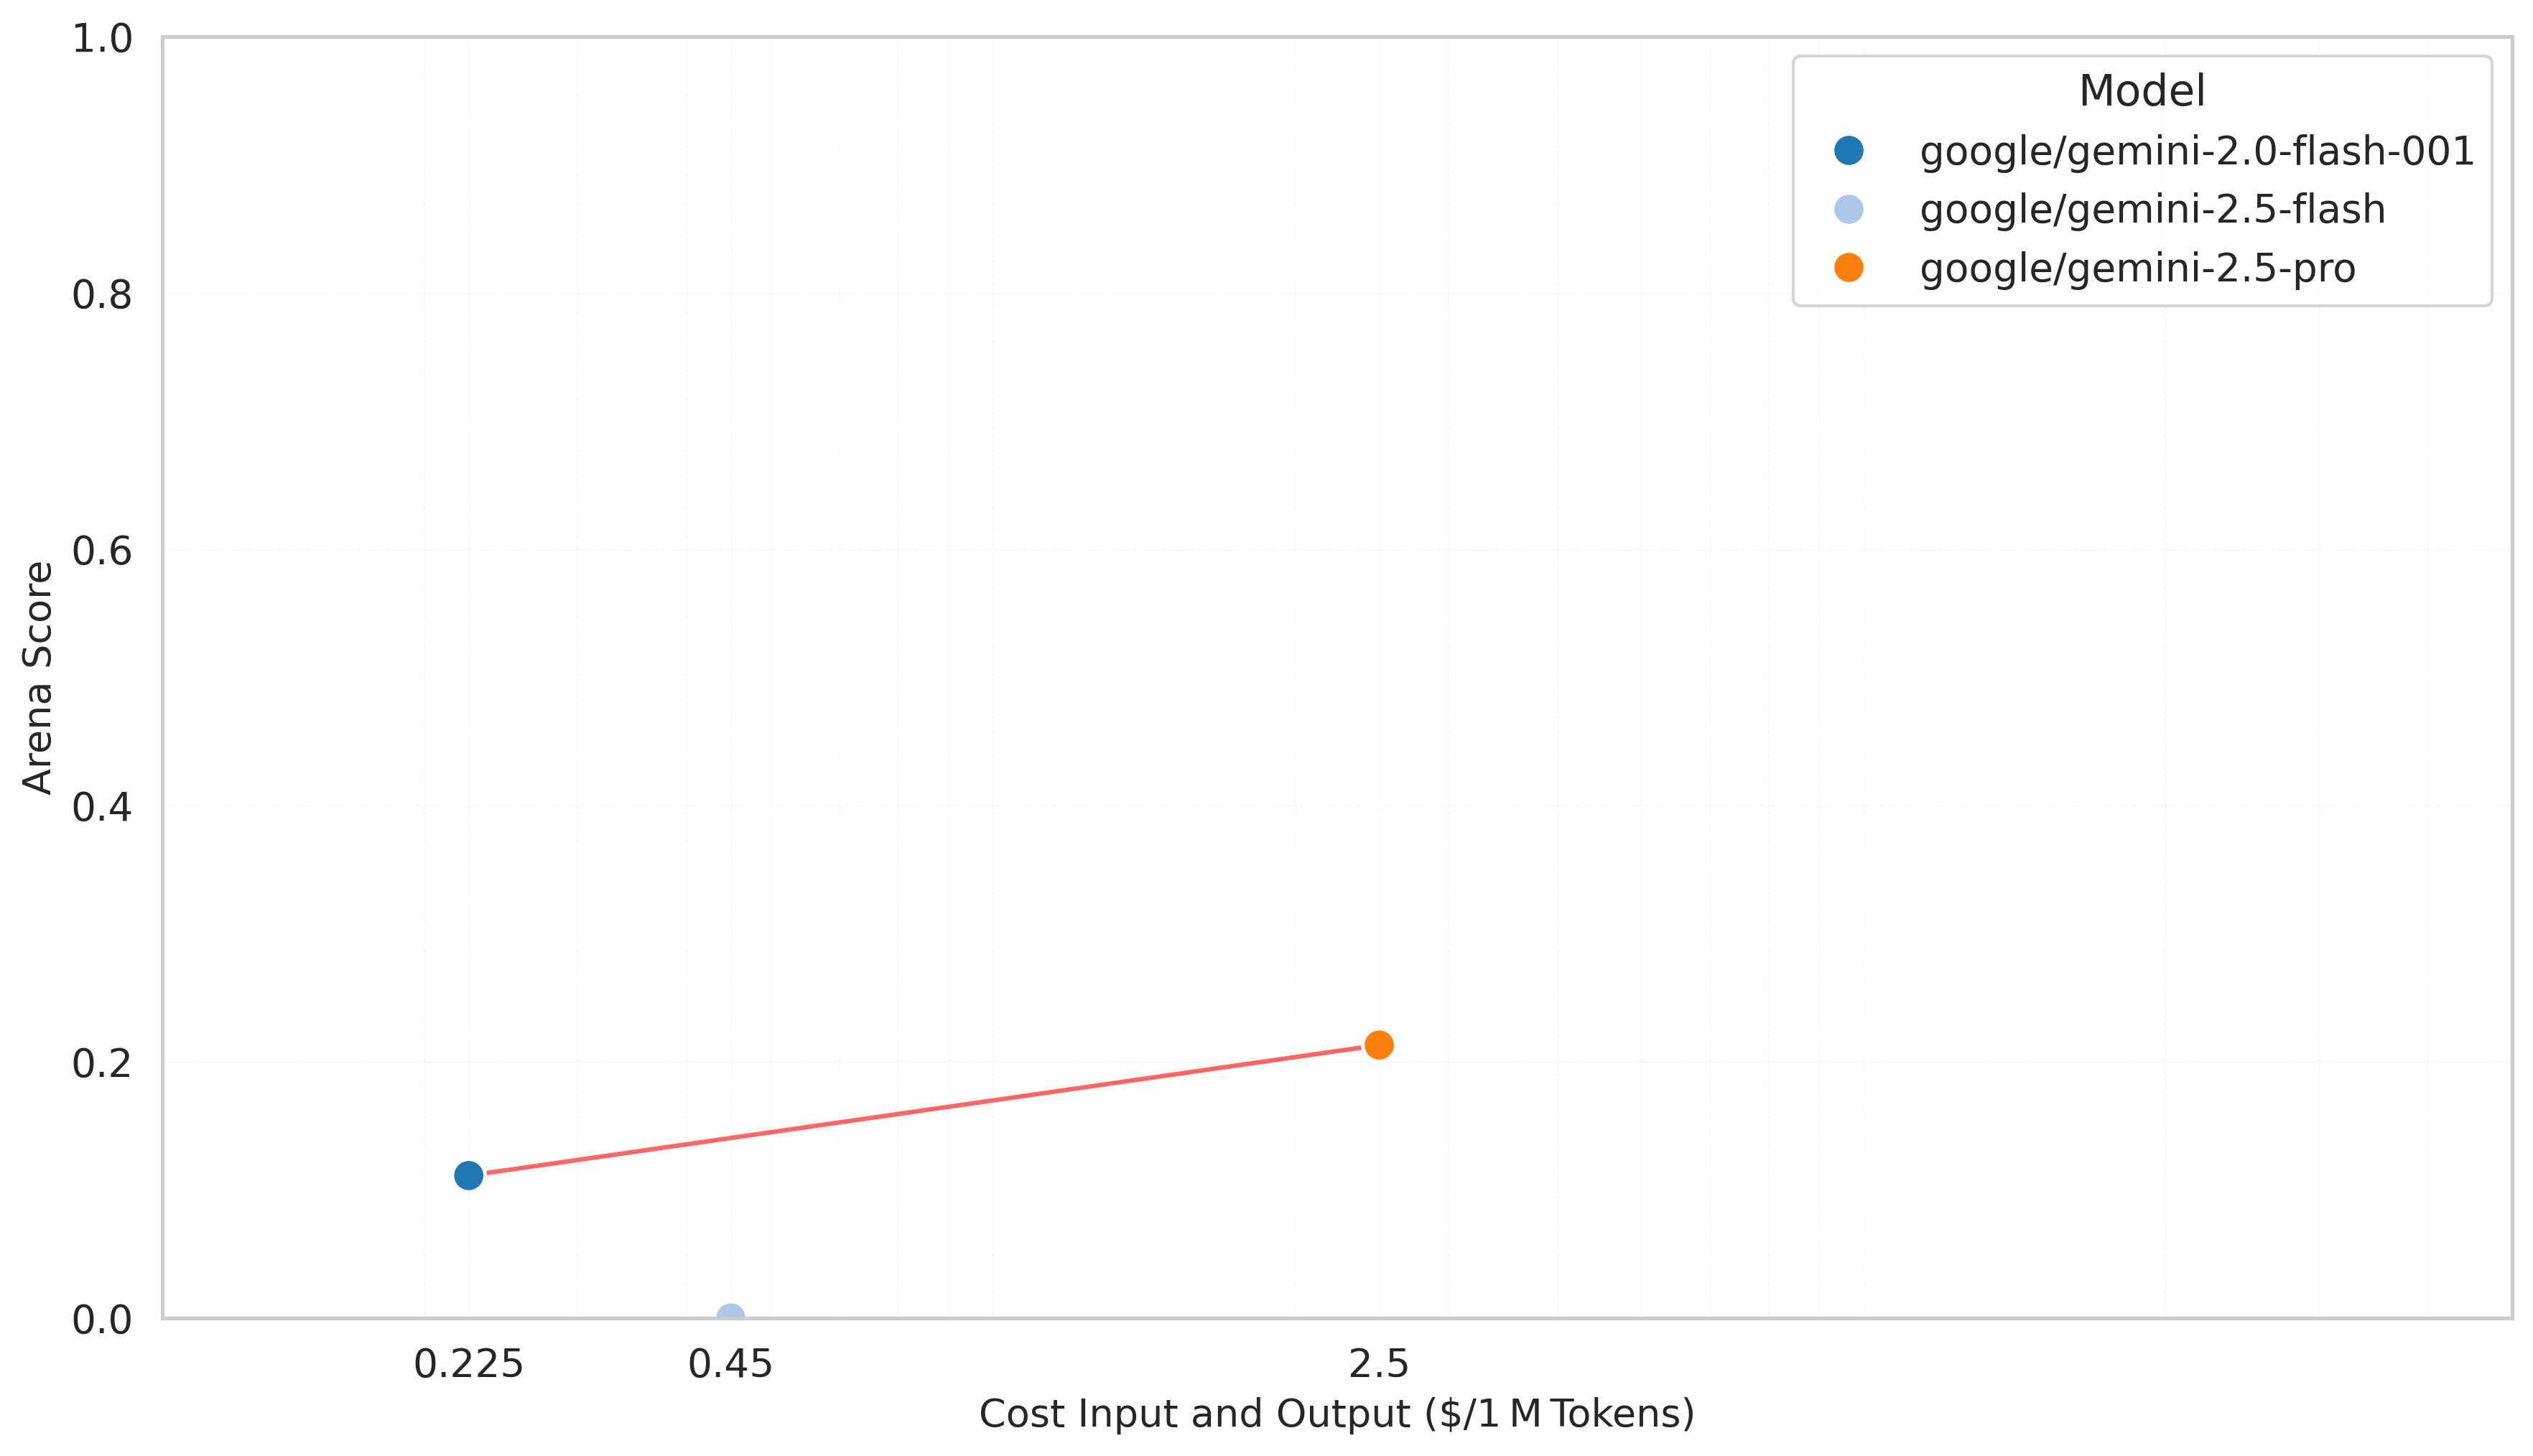 1.0
0.8
0.6
0.4
0.2
0.0
Arena Score
Model
google/gemini-2.0-flash-001
google/gemini-2.5-flash
google/gemini-2.5-pro
0.225 0.45 2.5
Cost Input and Output ($/1 M Tokens)